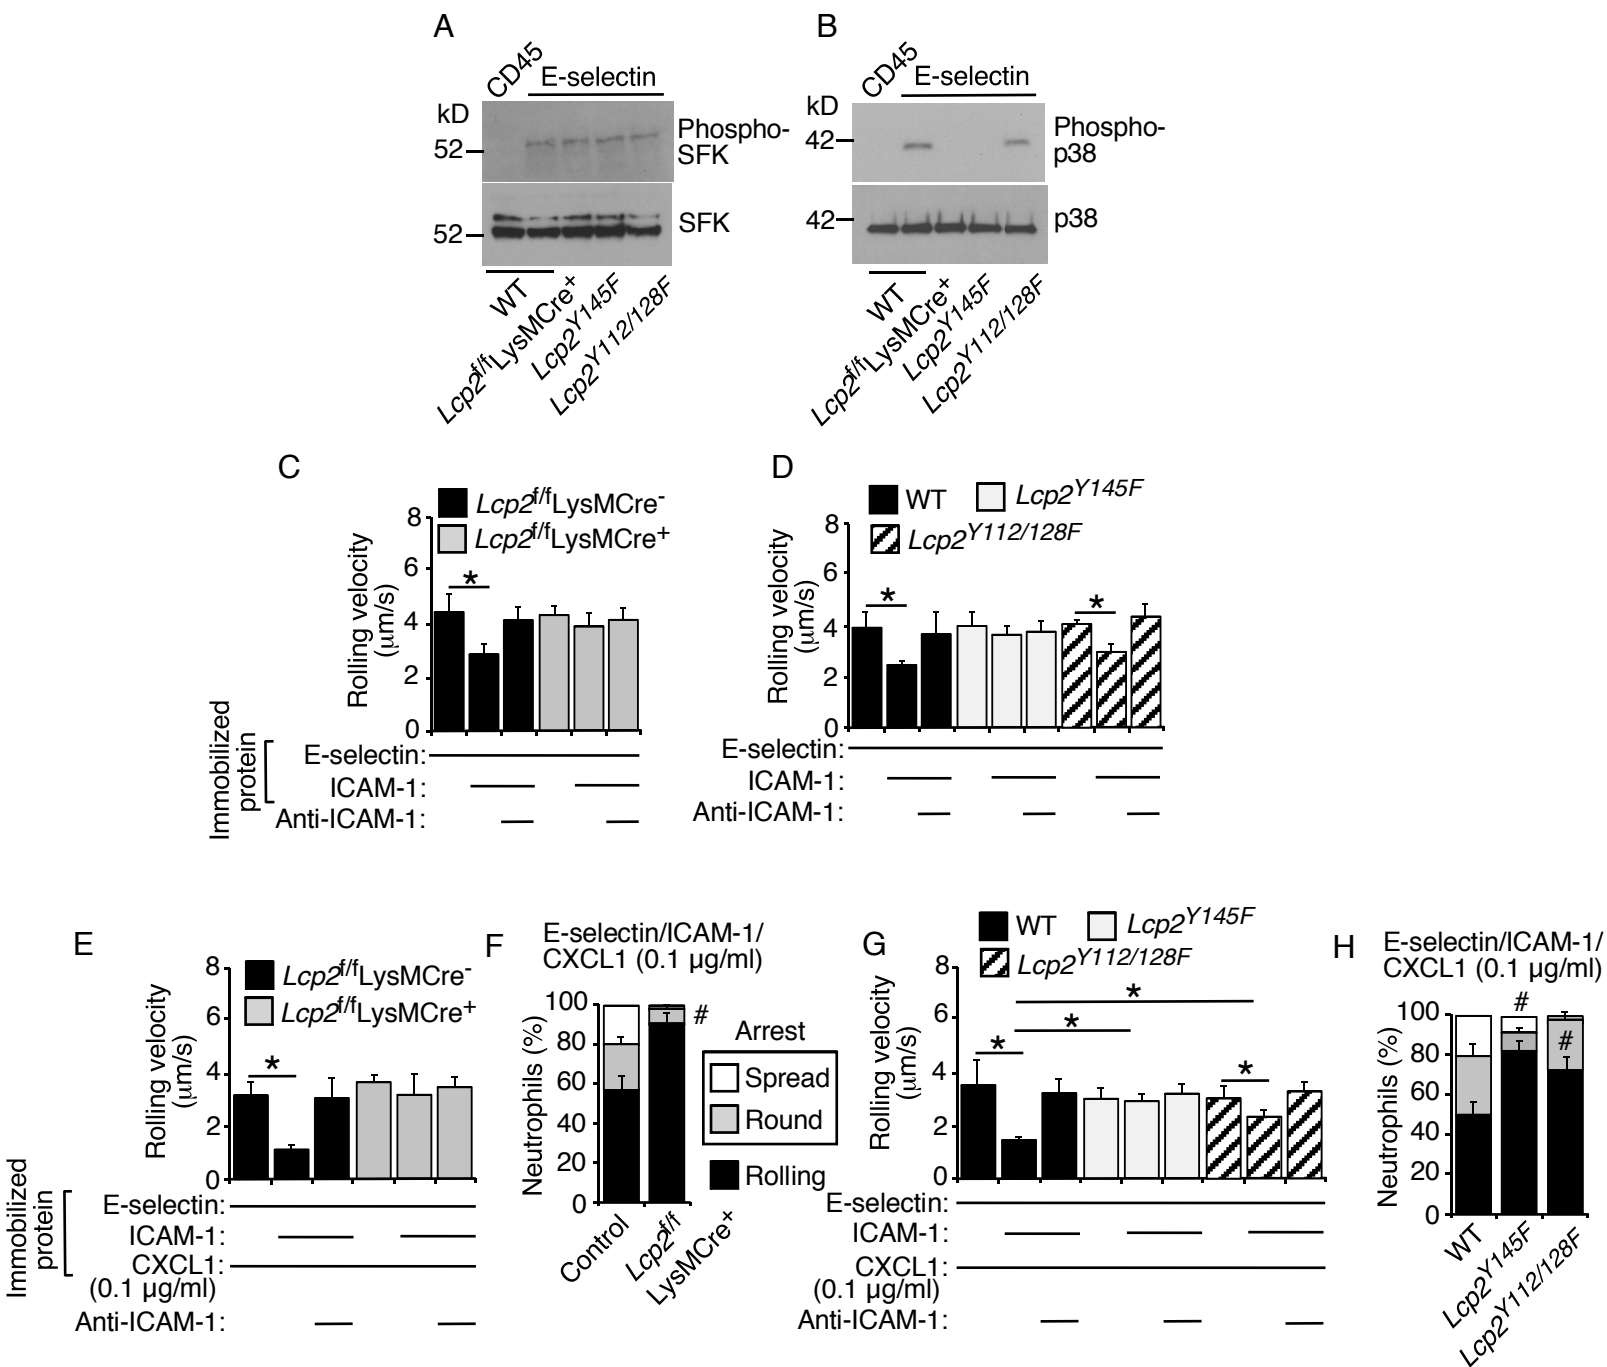 A
CD45
E-selectin
kD
52
Phospho-
SFK
52
SFK
WT
Lcp2f/fLysMCre+
Lcp2Y145F
Lcp2Y112/128F
B
CD45
E-selectin
kD
42
Phospho-
p38
42
p38
WT
Lcp2f/fLysMCre+
Lcp2Y145F
Lcp2Y112/128F
C
Lcp2f/fLysMCre-
Lcp2f/fLysMCre+
Rolling velocity
(μm/s)
8
6
4
2
0
*
Immobilized
protein
E-selectin:
ICAM-1:
Anti-ICAM-1:
D
WT
Lcp2Y145F
Lcp2Y112/128F
Rolling velocity
(μm/s)
8
6
4
2
0
*
*
E-selectin:
ICAM-1:
Anti-ICAM-1:
E
Lcp2f/fLysMCre-
Lcp2f/fLysMCre+
Rolling velocity
(μm/s)
8
6
4
2
0
*
Immobilized
protein
E-selectin:
ICAM-1:
CXCL1:
(0.1 μg/ml)
Anti-ICAM-1:
F
E-selectin/ICAM-1/
CXCL1 (0.1 μg/ml)
Neutrophils (%)
100
80
60
40
20
0
#
Control
Lcp2f/f
LysMCre+
Arrest
Spread
Round
Rolling
G
WT
Lcp2Y145F
Lcp2Y112/128F
Rolling velocity
(μm/s)
8
6
4
2
0
*
*
*
*
E-selectin:
ICAM-1:
CXCL1:
(0.1 μg/ml)
Anti-ICAM-1:
H
E-selectin/ICAM-1/
CXCL1 (0.1 μg/ml)
Neutrophils (%)
100
80
60
40
20
0
#
#
WT
Lcp2Y145F
Lcp2Y112/128F